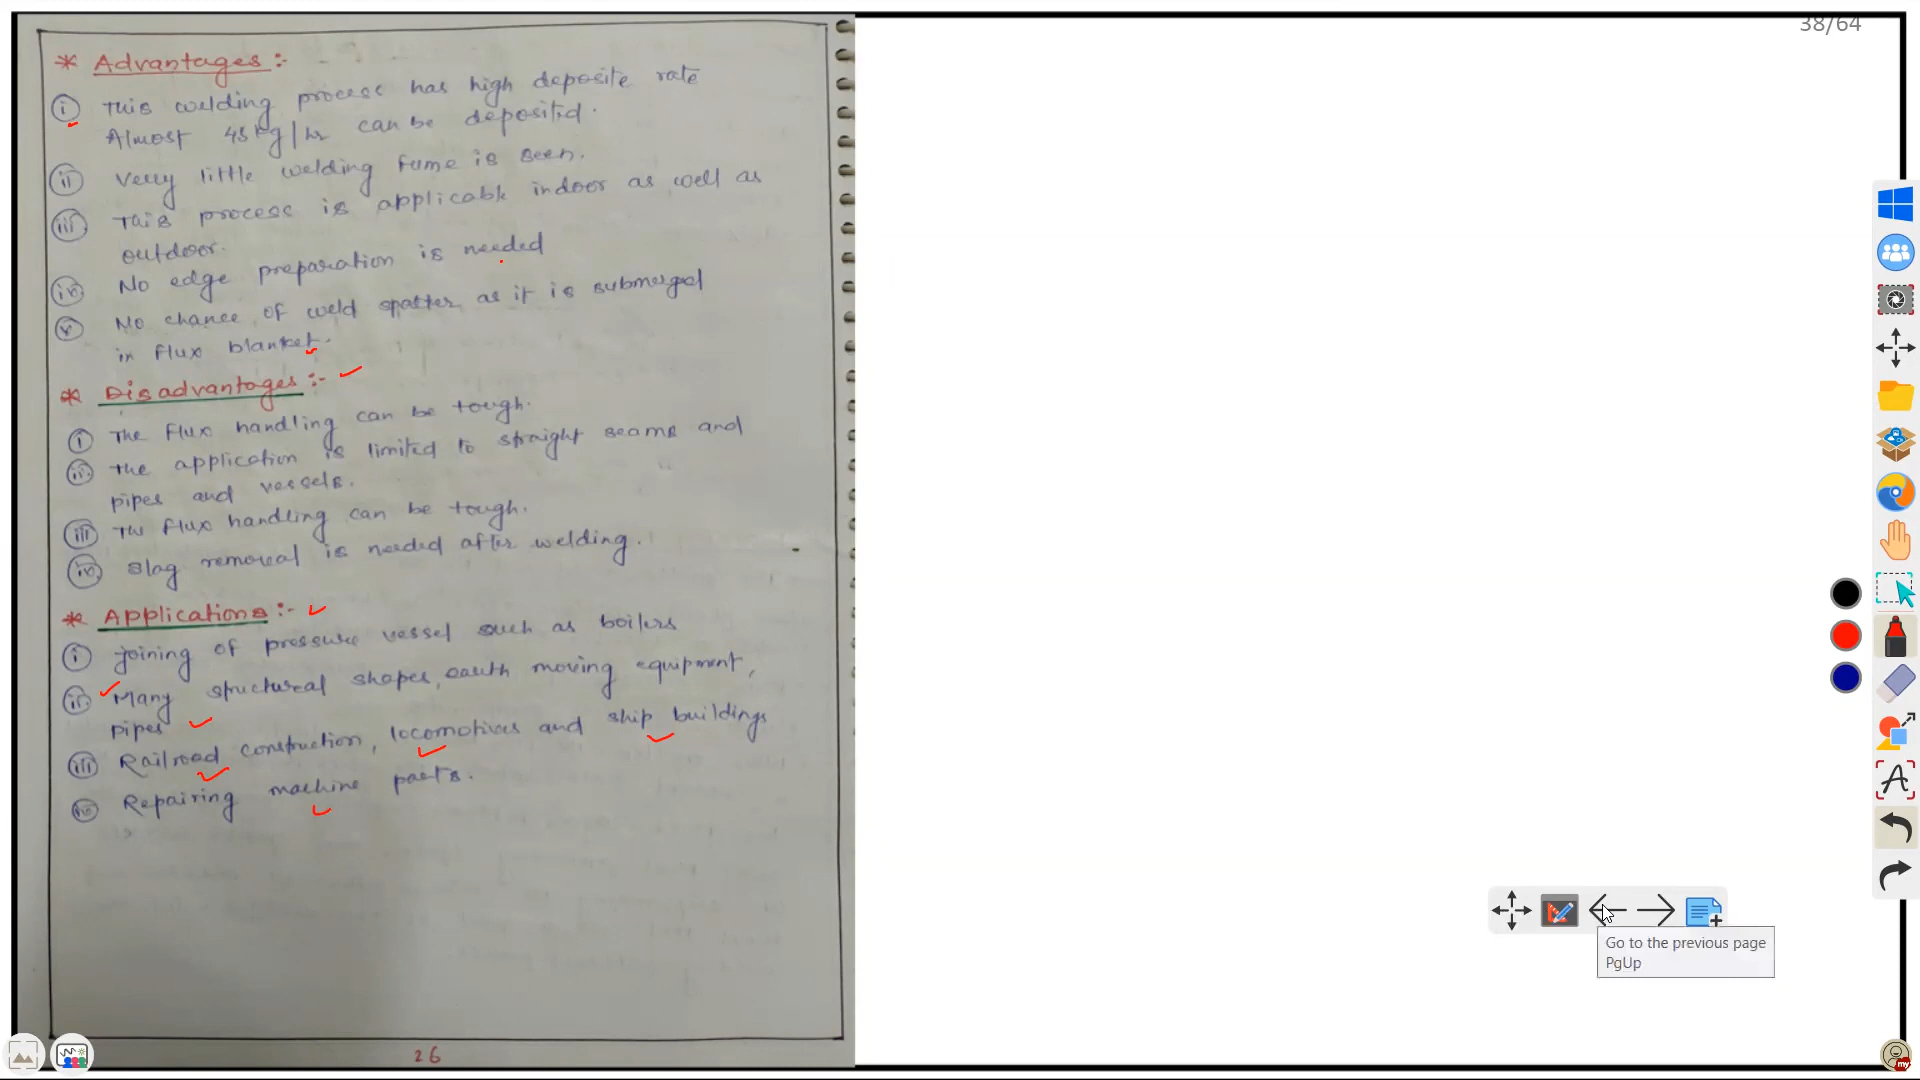 38/64
* Advantages :-
i This welding process has high deposite rate
Almost 45kg/hr can be deposited.
ii Very little welding fume is seen.
iii This process is applicable indoor as well as
outdoor.
iv No edge preparation is needed
v No chance of weld spatter as it is submerged
in flux blanket.
* Disadvantages :-
i The flux handling can be tough.
ii The application is limited to straight seams and
pipes and vessels.
iii The flux handling can be tough.
iv Slag removal is needed after welding.
* Applications :-
i Joining of pressure vessel such as boilers
ii Many structural shapes, earth moving equipment,
pipes
iii Railroad construction, locomotives and ship buildings
iv Repairing machine parts.
26
Go to the previous page
PgUp